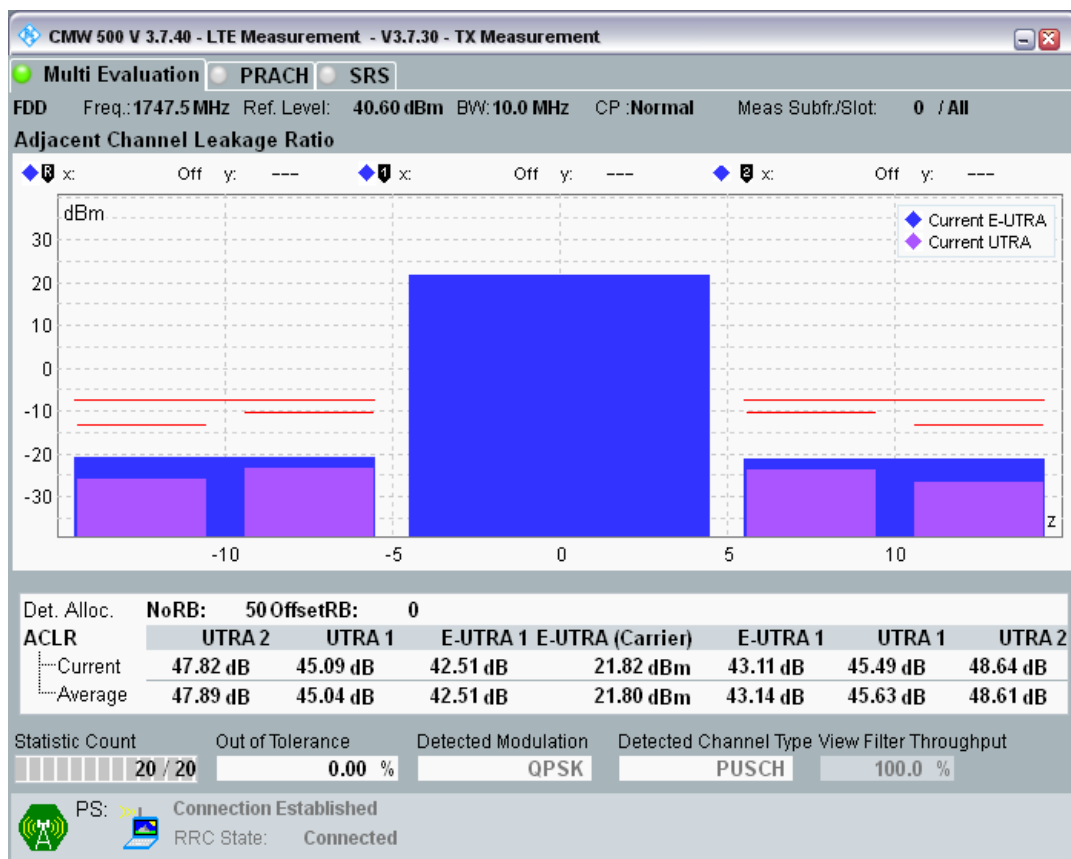 CMW 500 V 3.7.40 - LTE Measurement - V3.7.30 - TX Measurement
Multi Evaluation PRACH SRS
FDD Freq.: 1747.5 MHz Ref. Level: 40.60 dBm BW: 10.0 MHz CP :Normal Meas Subfr./Slot: 0 / All
Adjacent Channel Leakage Ratio
R x: Off y: --- 1 x: Off y: --- 2 x: Off y: ---
dBm
Current E-UTRA
Current UTRA
30
20
10
0
-10
-20
-30
z
-10 -5 0 5 10
Det. Alloc. NoRB: 50 OffsetRB: 0
ACLR UTRA 2 UTRA 1 E-UTRA 1 E-UTRA (Carrier) E-UTRA 1 UTRA 1 UTRA 2
Current 47.82 dB 45.09 dB 42.51 dB 21.82 dBm 43.11 dB 45.49 dB 48.64 dB
Average 47.89 dB 45.04 dB 42.51 dB 21.80 dBm 43.14 dB 45.63 dB 48.61 dB
Statistic Count Out of Tolerance Detected Modulation Detected Channel Type View Filter Throughput
20 / 20 0.00 % QPSK PUSCH 100.0 %
PS: Connection Established
RRC State: Connected